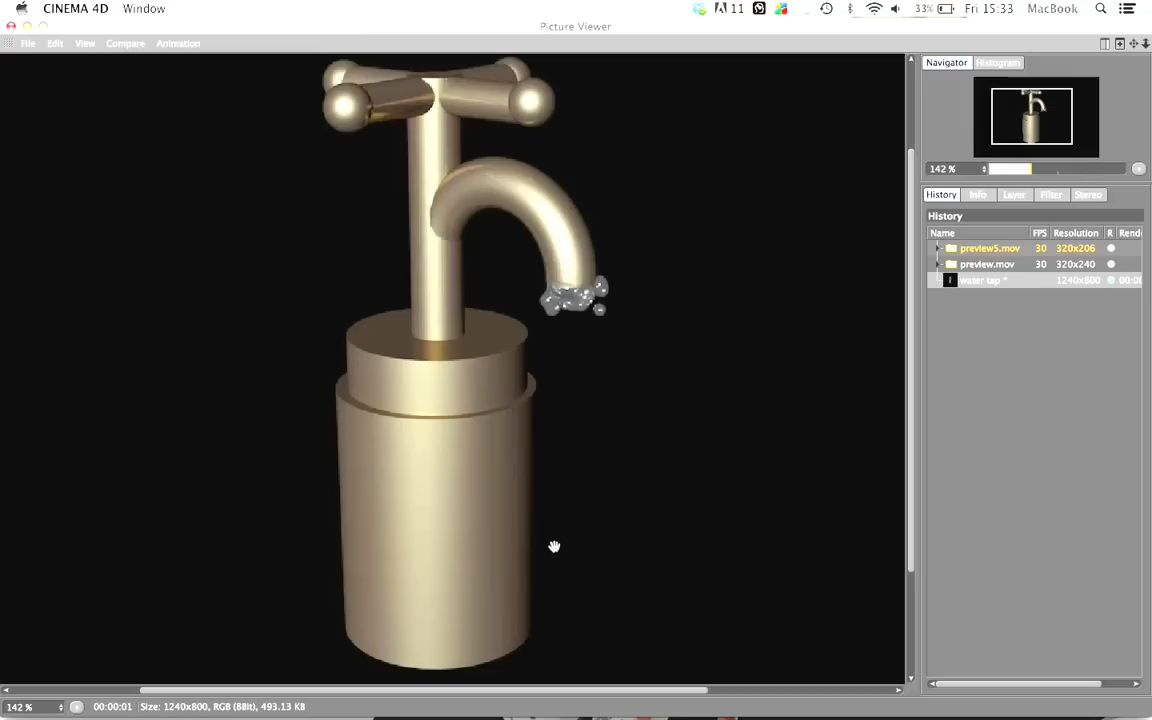 CINEMA 4D Window 11 33% Fri 15:33 MacBook
Picture Viewer
File Edit View Compare Animation
Navigator Histogram
142 %
History Info Layer Filter Stereo
History
Name FPS Resolution R Rende
preview5.mov 30 320x206
preview.mov 30 320x240
water tap * 1240x800 00:00
142 % 00:00:01 Size: 1240x800, RGB (8Bit), 493.13 KB